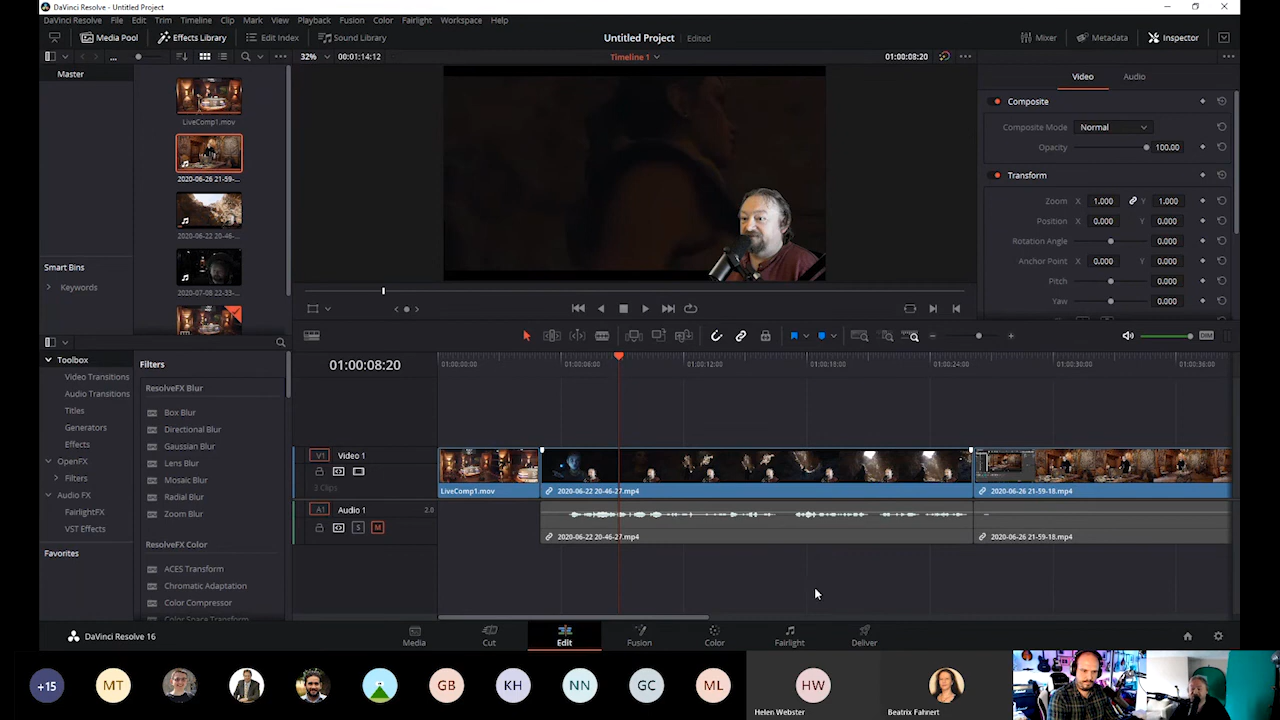 DaVinci Resolve - Untitled Project
DaVinci Resolve File Edit Trim Timeline Clip Mark View Playback Fusion Color Fairlight Workspace Help
Media Pool Effects Library Edit Index Sound Library Untitled Project Edited Mixer Metadata Inspector
32% 00:01:14:12 Timeline 1 01:00:08:20
Master
LiveComp1.mov
2020-06-26 21-59-...
2020-06-22 20-46-...
2020-07-08 22-33-...
Smart Bins
Keywords
Video Audio
Composite
Composite Mode Normal
Opacity 100.00
Transform
Zoom X 1.000 Y 1.000
Position X 0.000 Y 0.000
Rotation Angle 0.000
Anchor Point X 0.000 Y 0.000
Pitch 0.000
Yaw 0.000
DIM
Toolbox
Video Transitions
Audio Transitions
Titles
Generators
Effects
OpenFX
Filters
Audio FX
FairlightFX
VST Effects
Favorites
Filters
ResolveFX Blur
Box Blur
Directional Blur
Gaussian Blur
Lens Blur
Mosaic Blur
Radial Blur
Zoom Blur
ResolveFX Color
ACES Transform
Chromatic Adaptation
Color Compressor
Color Space Transform
01:00:08:20
01:00:00:00 01:00:06:00 01:00:12:00 01:00:18:00 01:00:24:00 01:00:30:00 01:00:36:00
V1 Video 1
3 Clips
LiveComp1.mov 2020-06-22 20-46-27.mp4 2020-06-26 21-59-18.mp4
A1 Audio 1 2.0
S M
2020-06-22 20-46-27.mp4 2020-06-26 21-59-18.mp4
DaVinci Resolve 16
Media Cut Edit Fusion Color Fairlight Deliver
+15 MT GB KH NN GC ML HW
Helen Webster Beatrix Fahnert